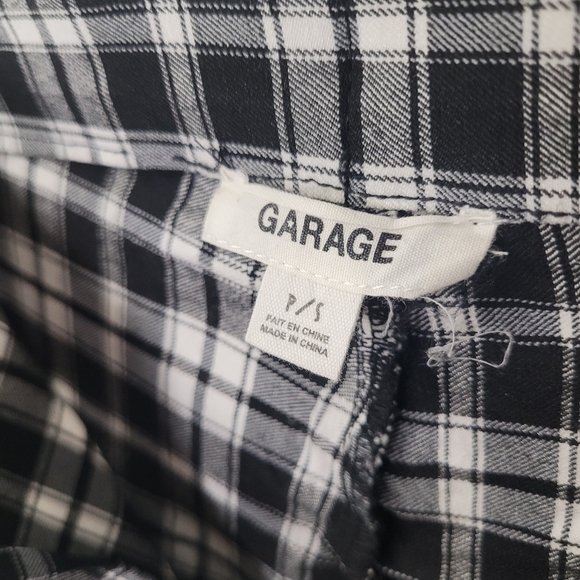 GARAGE
P/S
FAIT EN CHINE
MADE IN CHINA